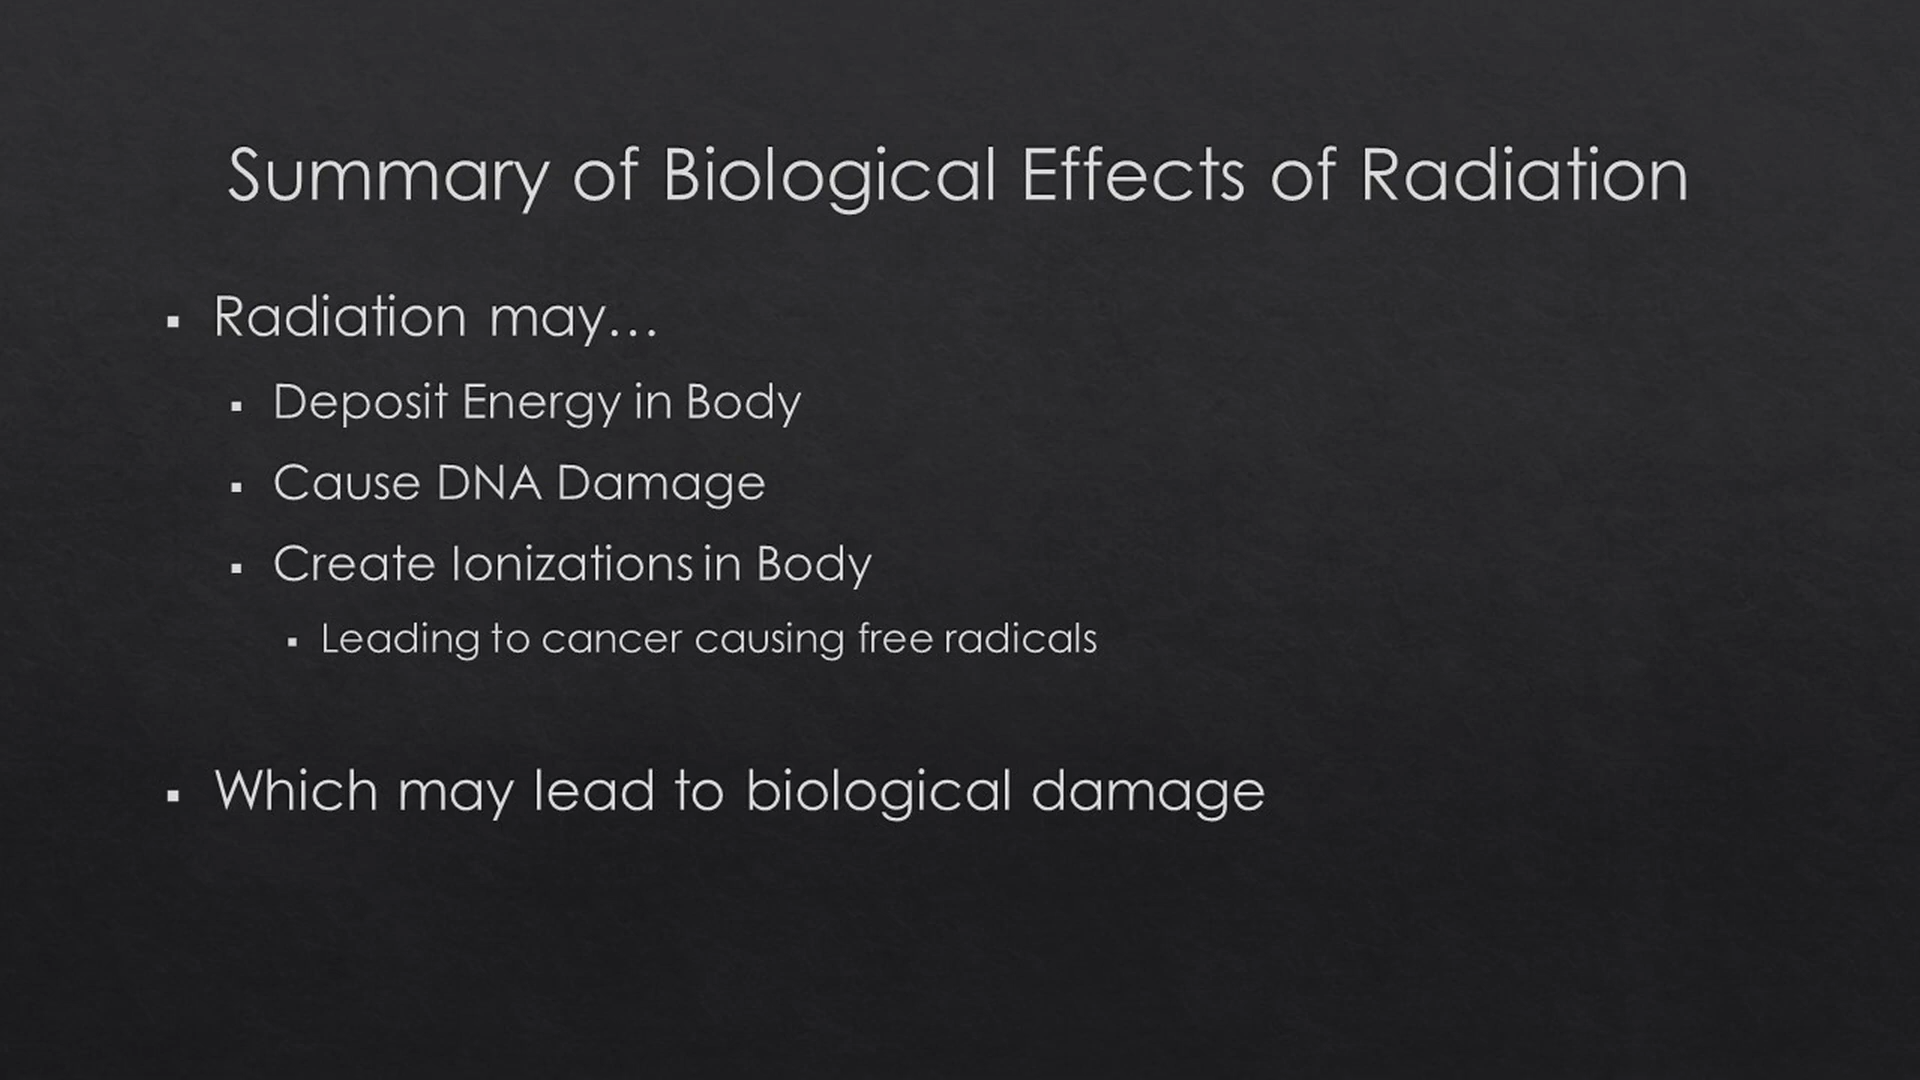 Summary of Biological Effects of Radiation
▪ Radiation may…
▪ Deposit Energy in Body
▪ Cause DNA Damage
▪ Create Ionizations in Body
▪ Leading to cancer causing free radicals
▪ Which may lead to biological damage